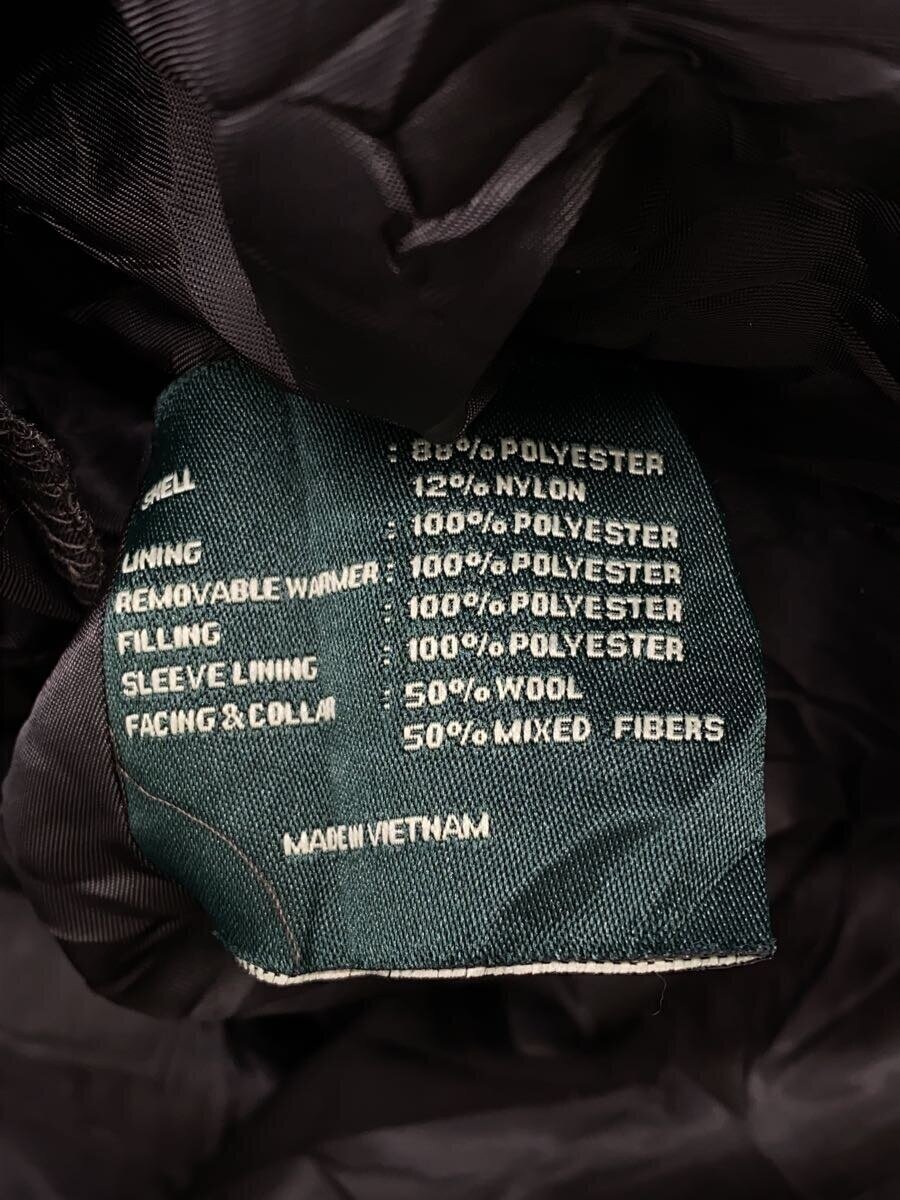 SHELL : 88% POLYESTER
12% NYLON
LINING : 100% POLYESTER
REMOVABLE WARMER : 100% POLYESTER
FILLING : 100% POLYESTER
SLEEVE LINING : 100% POLYESTER
FACING & COLLAR : 50% WOOL
50% MIXED FIBERS
MADE IN VIETNAM